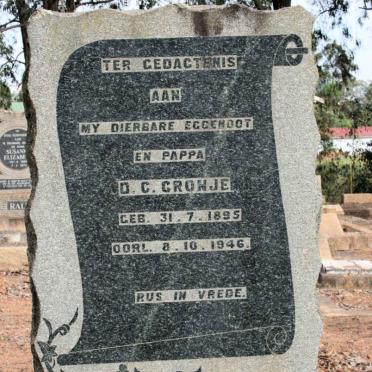 TER GEDACTENIS
AAN
MY DIERBARE EGGENOOT
EN PAPPA
D. C. CRONJE
GEB. 31. 7. 1895
OORL. 8. 10. 1946.
RUS IN VREDE.